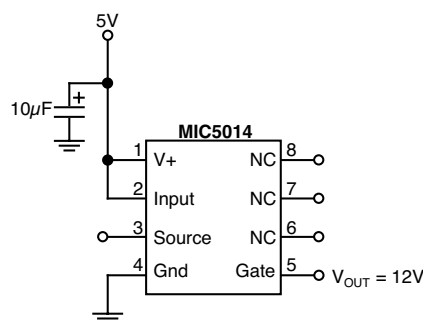 5V
10µF
+
MIC5014
1 V+ NC 8
2 Input NC 7
3 Source NC 6
4 Gnd Gate 5 VOUT = 12V